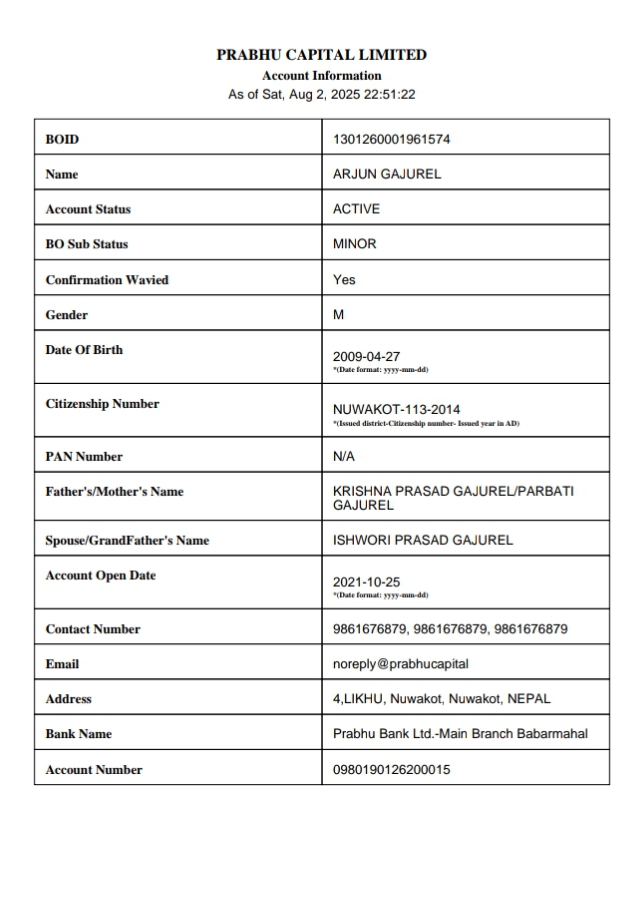 PRABHU CAPITAL LIMITED
Account Information
As of Sat, Aug 2, 2025 22:51:22
BOID 1301260001961574
Name ARJUN GAJUREL
Account Status ACTIVE
BO Sub Status MINOR
Confirmation Wavied Yes
Gender M
Date Of Birth 2009-04-27
*(Date format: yyyy-mm-dd)
Citizenship Number NUWAKOT-113-2014
*(Issued district-Citizenship number- Issued year in AD)
PAN Number N/A
Father's/Mother's Name KRISHNA PRASAD GAJUREL/PARBATI
GAJUREL
Spouse/GrandFather's Name ISHWORI PRASAD GAJUREL
Account Open Date 2021-10-25
*(Date format: yyyy-mm-dd)
Contact Number 9861676879, 9861676879, 9861676879
Email noreply@prabhucapital
Address 4,LIKHU, Nuwakot, Nuwakot, NEPAL
Bank Name Prabhu Bank Ltd.-Main Branch Babarmahal
Account Number 0980190126200015